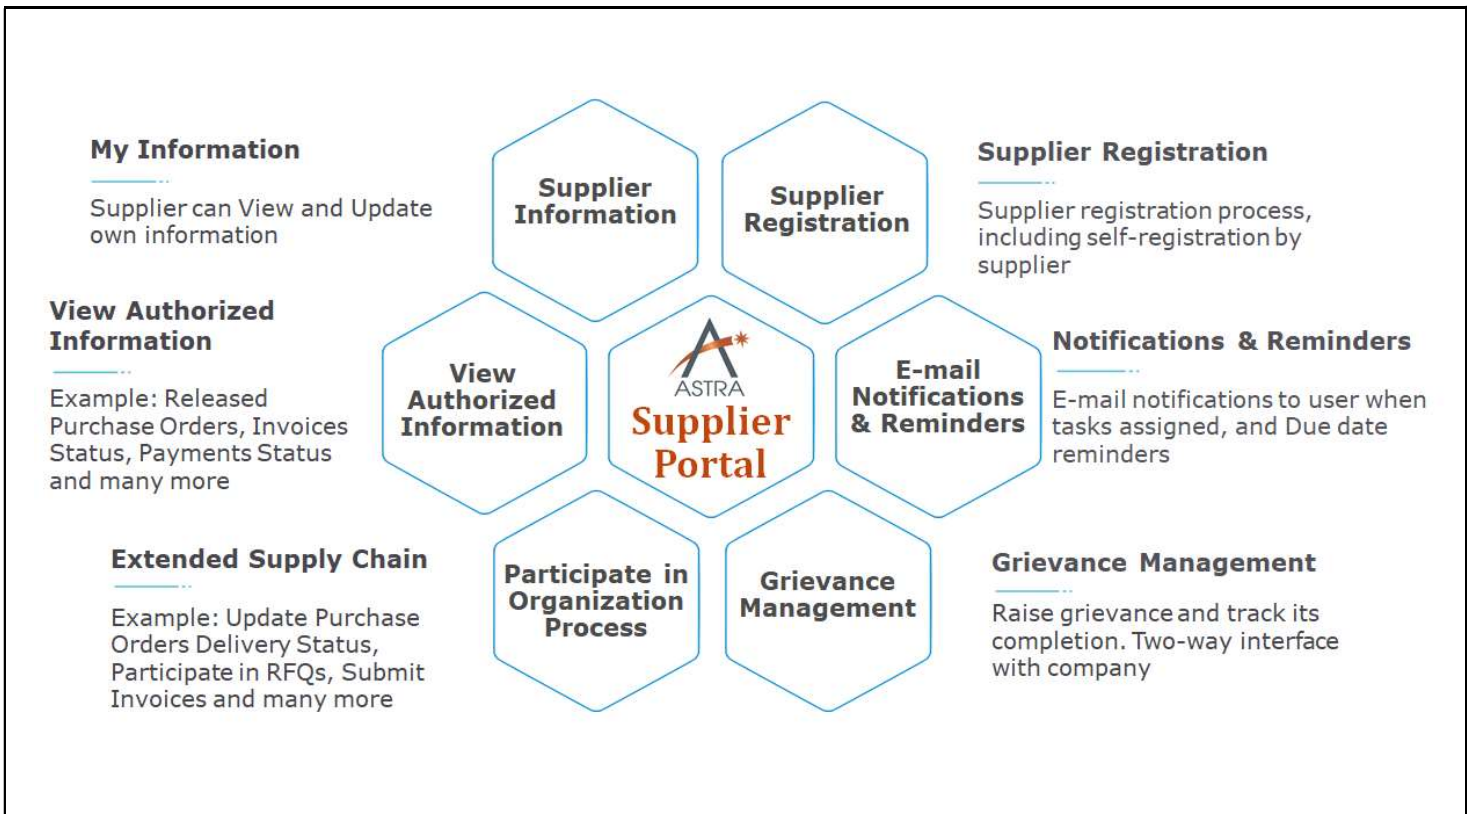 My Information
Supplier can View and Update
own information
View Authorized
Information
Example: Released
Purchase Orders, Invoices
Status, Payments Status
and many more
Extended Supply Chain
Example: Update Purchase
Orders Delivery Status,
Participate in RFQs, Submit
Invoices and many more
Supplier
Information
Supplier
Registration
View
Authorized
Information
ASTRA
Supplier
Portal
E-mail
Notifications
& Reminders
Participate in
Organization
Process
Grievance
Management
Supplier Registration
Supplier registration process,
including self-registration by
supplier
Notifications & Reminders
E-mail notifications to user when
tasks assigned, and Due date
reminders
Grievance Management
Raise grievance and track its
completion. Two-way interface
with company